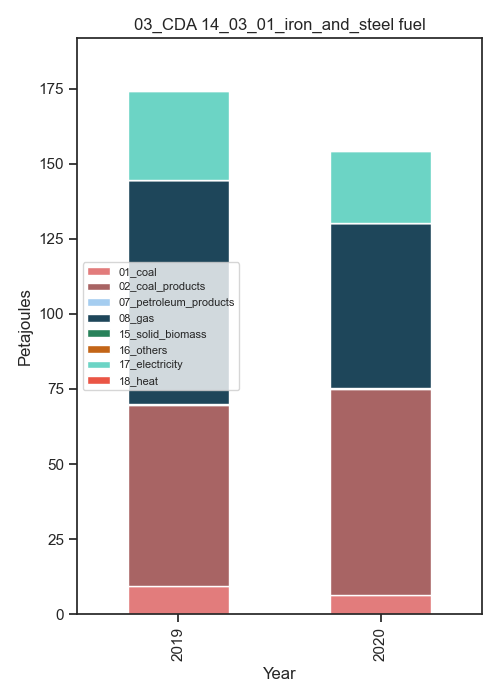 03_CDA 14_03_01_iron_and_steel fuel
175
150
125
100
75
50
25
0
Petajoules
01_coal
02_coal_products
07_petroleum_products
08_gas
15_solid_biomass
16_others
17_electricity
18_heat
2019
2020
Year